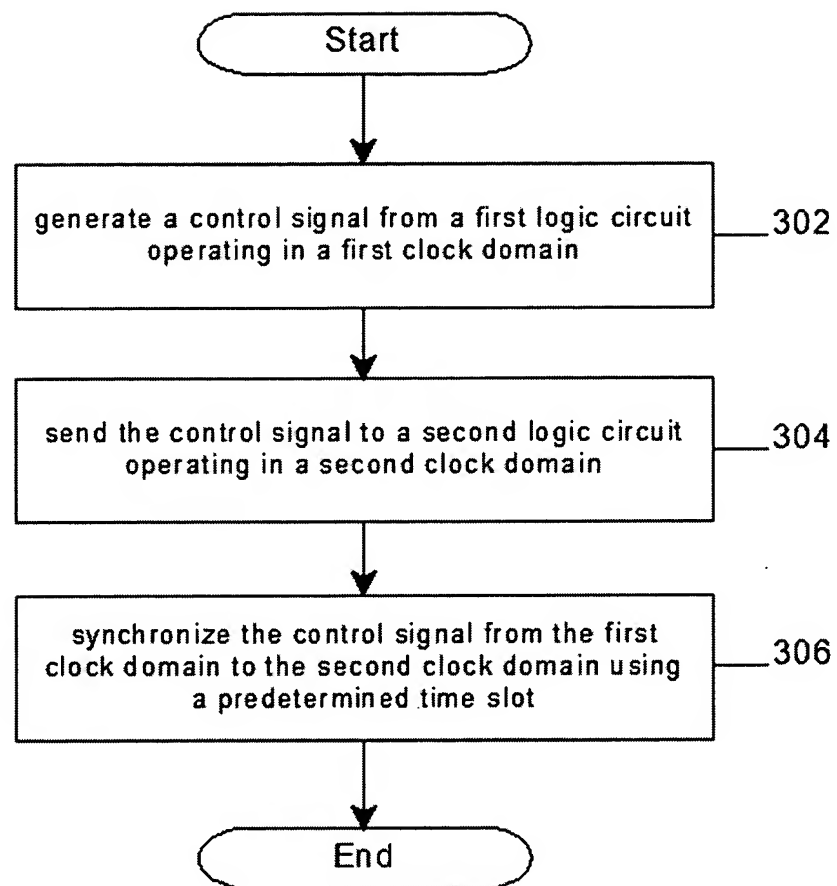 Start
generate a control signal from a first logic circuit
operating in a first clock domain
302
send the control signal to a second logic circuit
operating in a second clock domain
304
synchronize the control signal from the first
clock domain to the second clock domain using
a predetermined time slot
306
End